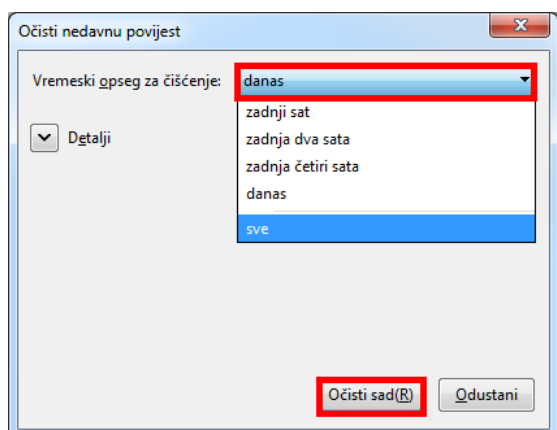 Očisti nedavnu povijest
Vremeski opseg za čišćenje: danas
zadnji sat
Detalji
zadnja dva sata
zadnja četiri sata
danas
sve
Očisti sad(R) Odustani